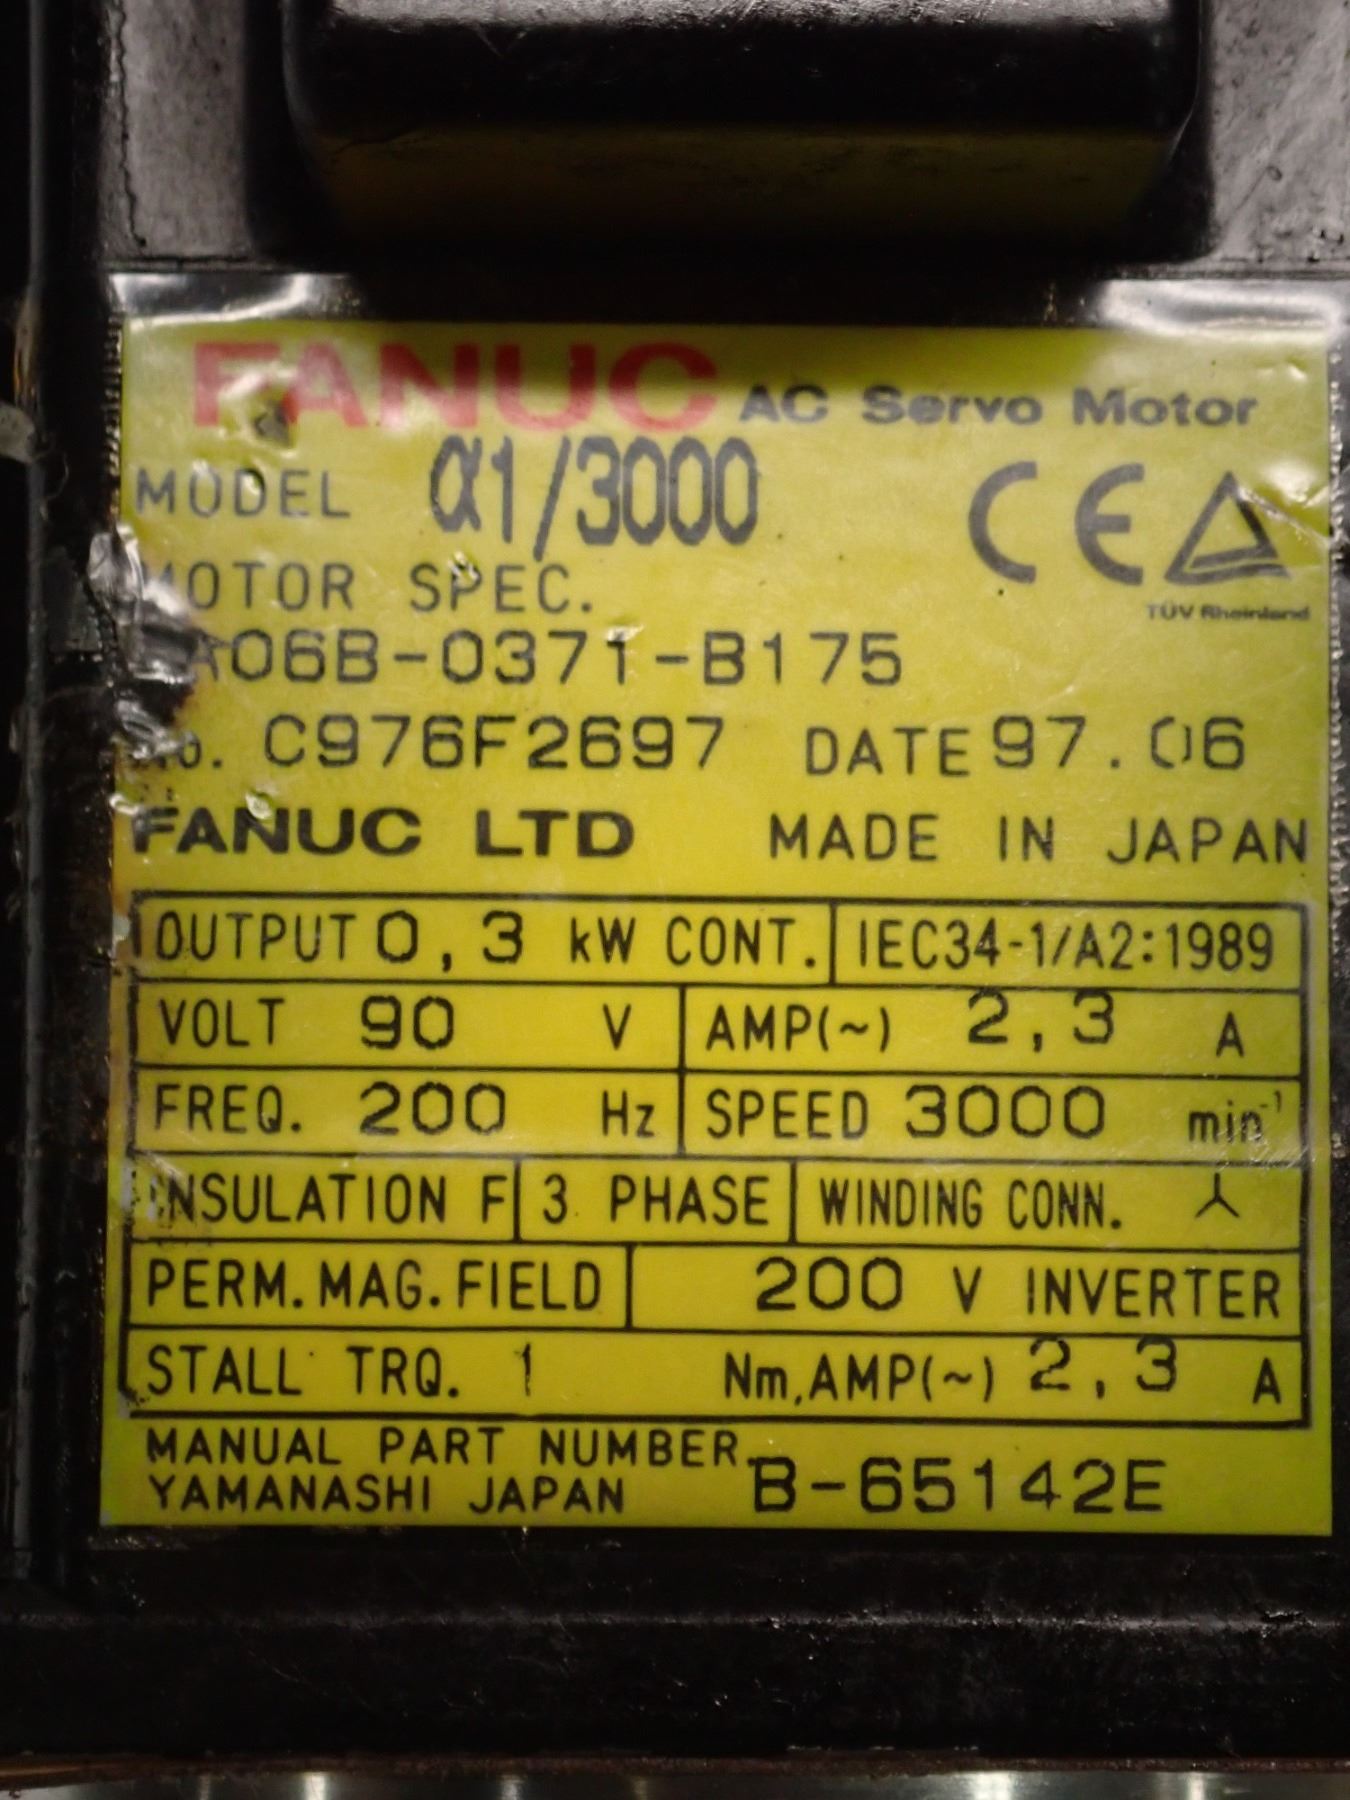 FANUC AC Servo Motor
MODEL α1/3000
CE
TÜV Rheinland
MOTOR SPEC.
A06B-0371-B175
No. C976F2697 DATE 97.06
FANUC LTD MADE IN JAPAN
OUTPUT 0,3 kW CONT. IEC34-1/A2:1989
VOLT 90 V AMP(~) 2,3 A
FREQ. 200 Hz SPEED 3000 min⁻¹
INSULATION F 3 PHASE WINDING CONN.
PERM.MAG.FIELD 200 V INVERTER
STALL TRQ. 1 Nm,AMP(~) 2,3 A
MANUAL PART NUMBER. B-65142E
YAMANASHI JAPAN